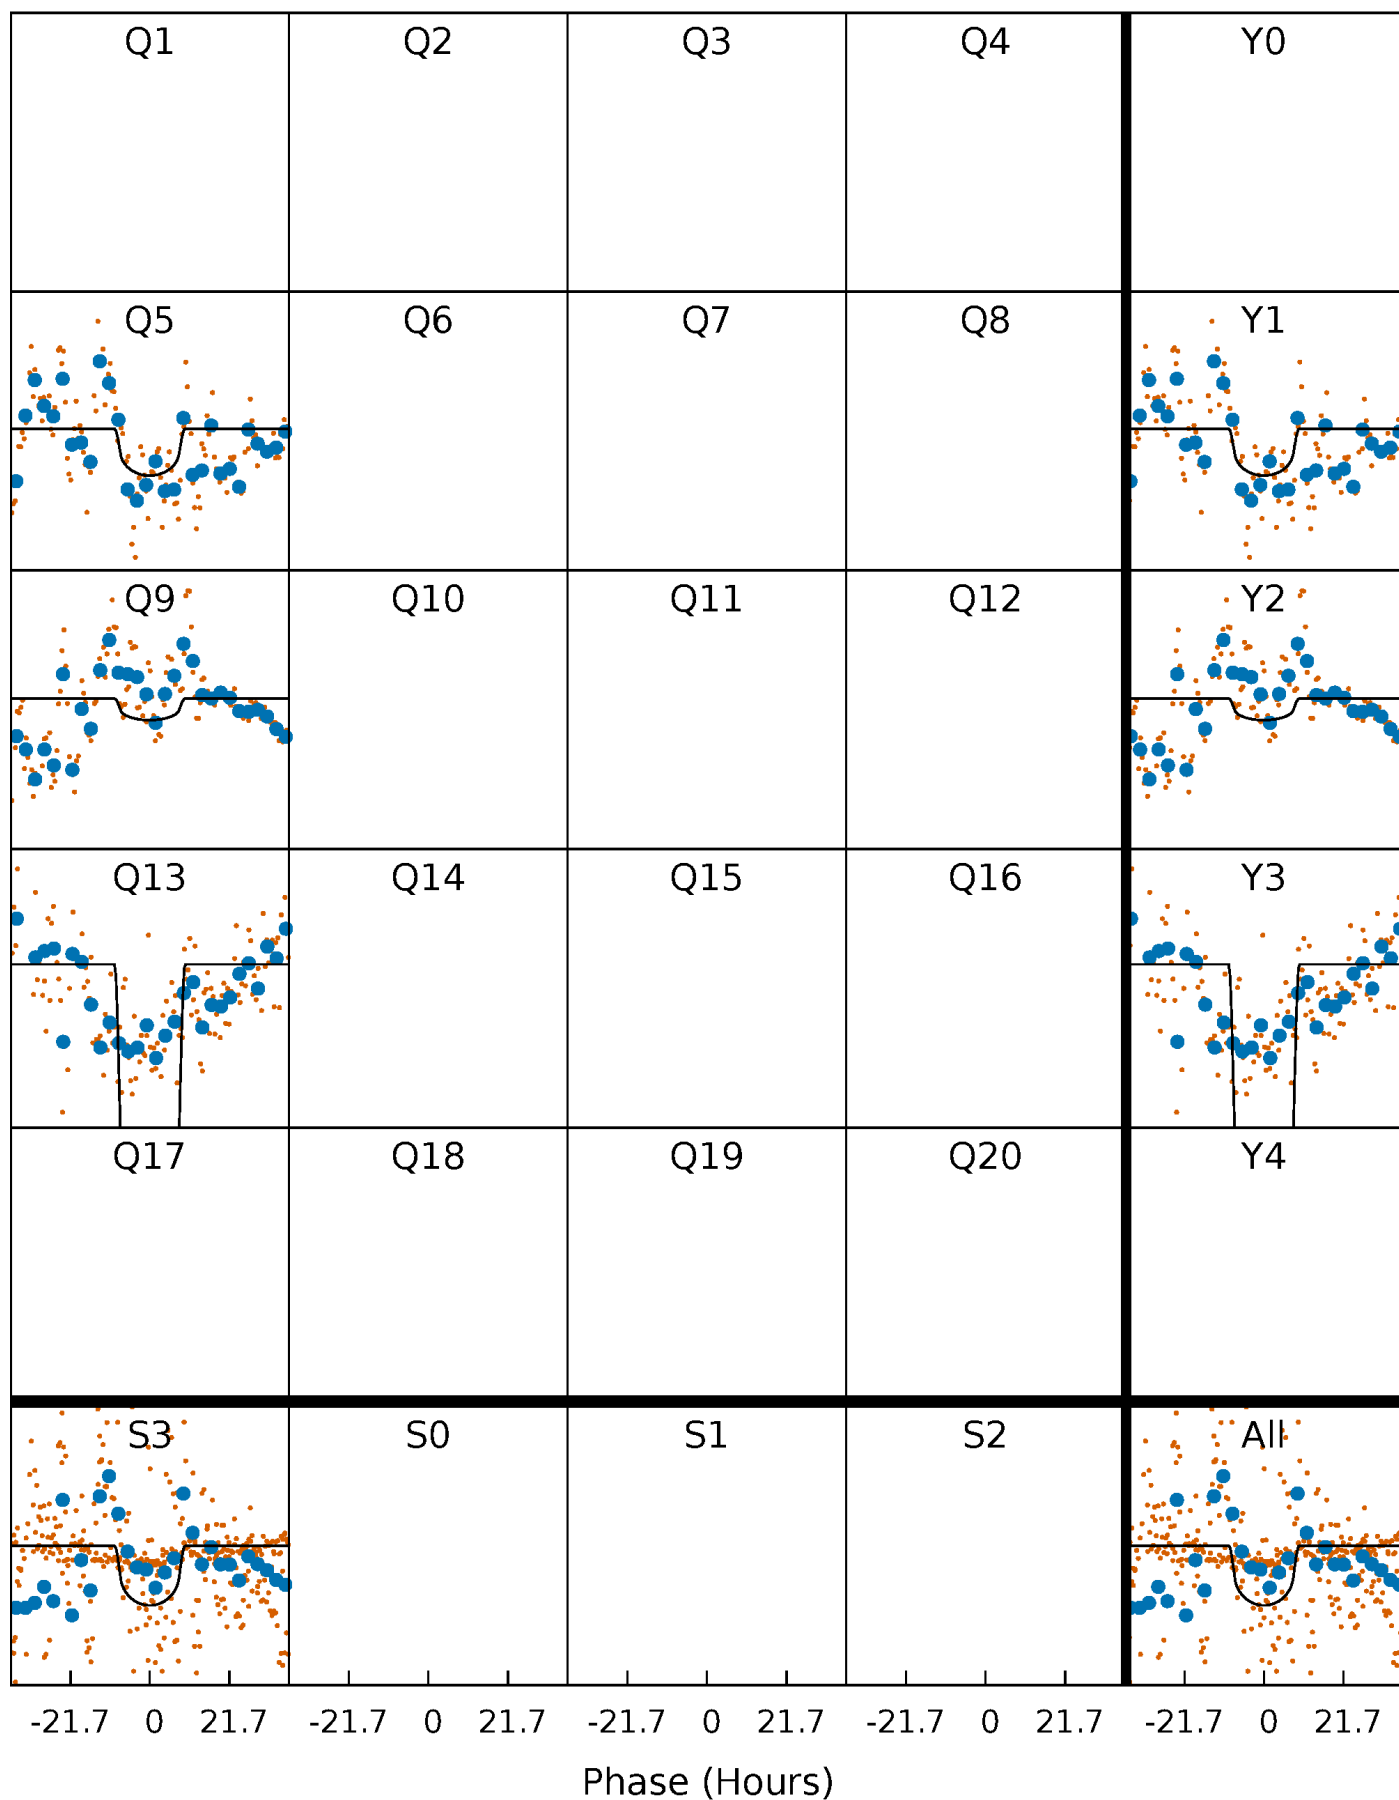 Q1 Q2 Q3 Q4 Y0
Q5 Q6 Q7 Q8 Y1
Q9 Q10 Q11 Q12 Y2
Q13 Q14 Q15 Q16 Y3
Q17 Q18 Q19 Q20 Y4
S3 S0 S1 S2 All
-21.7 0 21.7 -21.7 0 21.7 -21.7 0 21.7 -21.7 0 21.7 -21.7 0 21.7
Phase (Hours)